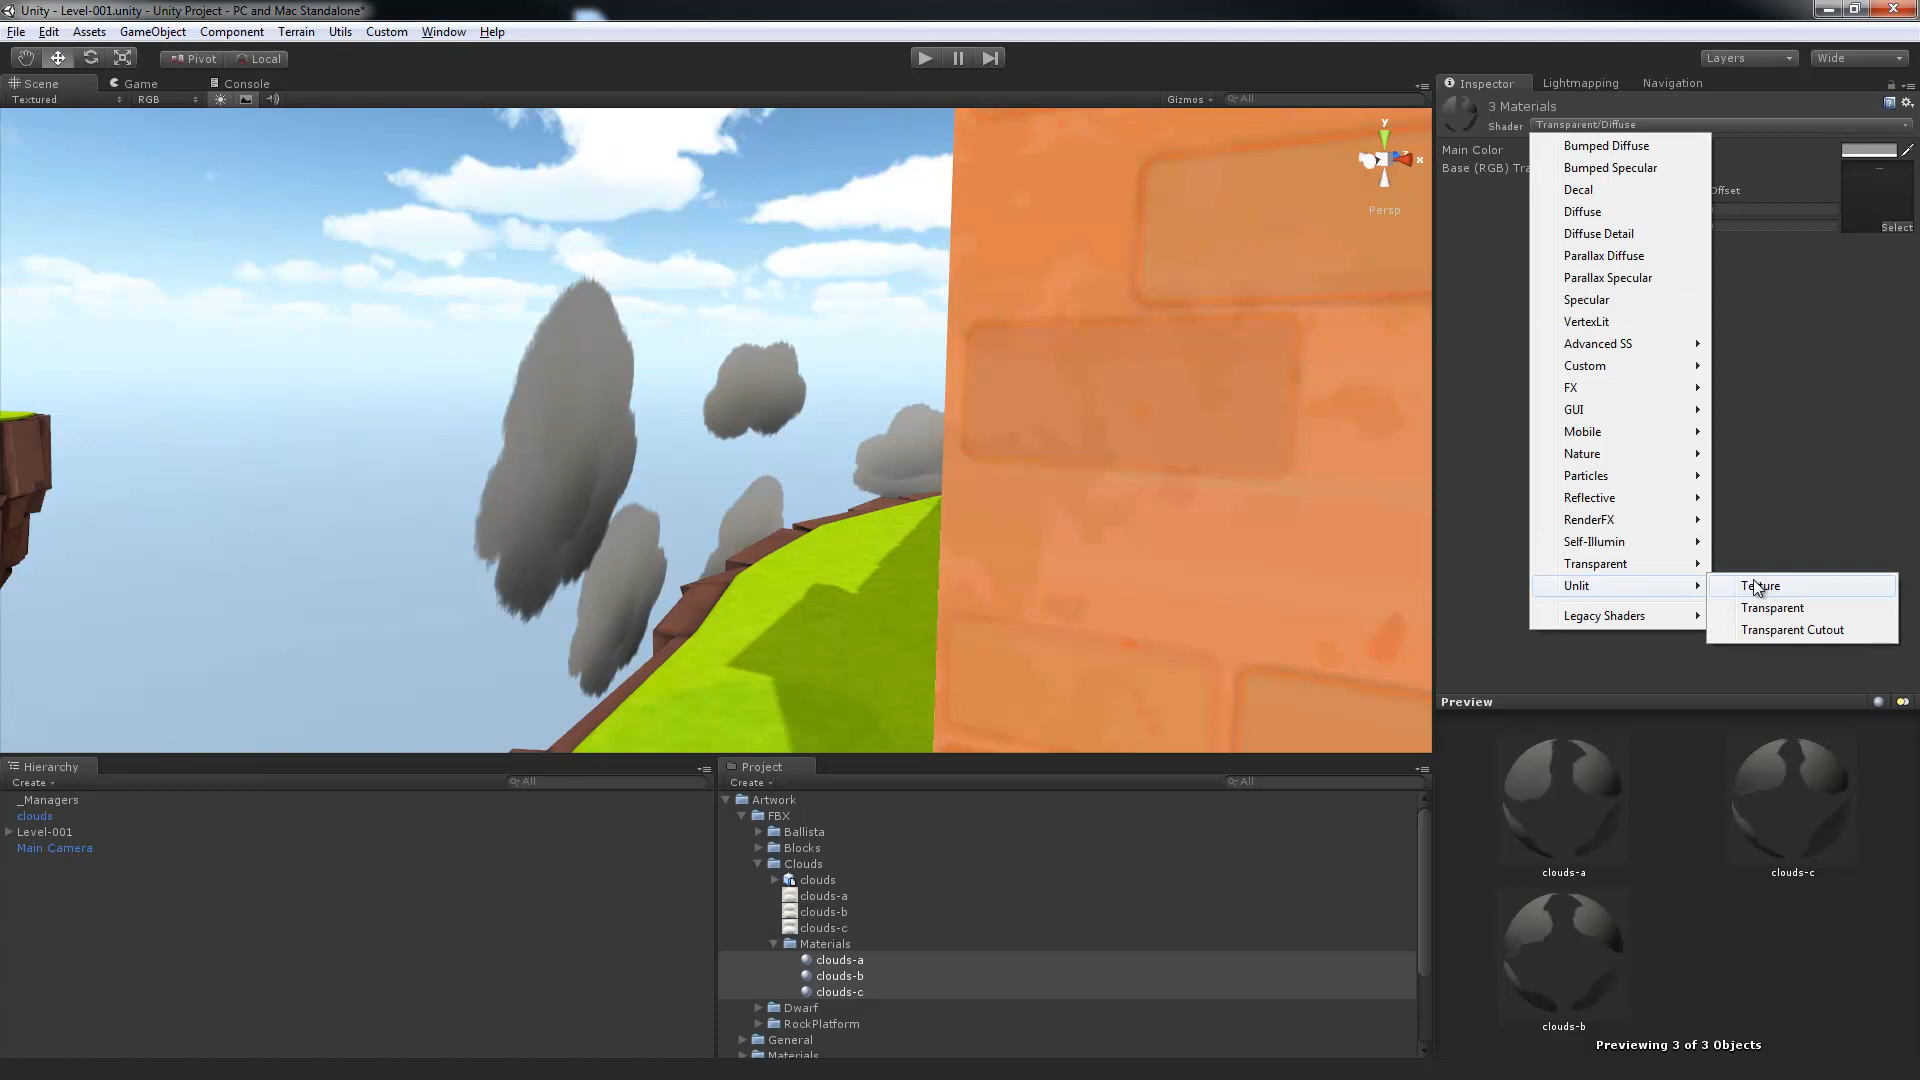 Unity - Level-001.unity - Unity Project - PC and Mac Standalone*
File Edit Assets GameObject Component Terrain Utils Custom Window Help
Pivot Local
Layers Wide
Scene Game Console
Textured RGB Gizmos All
y
x
Persp
Inspector Lightmapping Navigation
3 Materials
Shader Transparent/Diffuse
Main Color
Base (RGB) Tra
Offset
Select
Bumped Diffuse
Bumped Specular
Decal
Diffuse
Diffuse Detail
Parallax Diffuse
Parallax Specular
Specular
VertexLit
Advanced SS
Custom
FX
GUI
Mobile
Nature
Particles
Reflective
RenderFX
Self-Illumin
Transparent
Unlit
Legacy Shaders
Texture
Transparent
Transparent Cutout
Preview
clouds-a
clouds-c
clouds-b
Previewing 3 of 3 Objects
Hierarchy
Create All
_Managers
clouds
Level-001
Main Camera
Project
Create All
Artwork
FBX
Ballista
Blocks
Clouds
clouds
clouds-a
clouds-b
clouds-c
Materials
clouds-a
clouds-b
clouds-c
Dwarf
RockPlatform
General
Materials